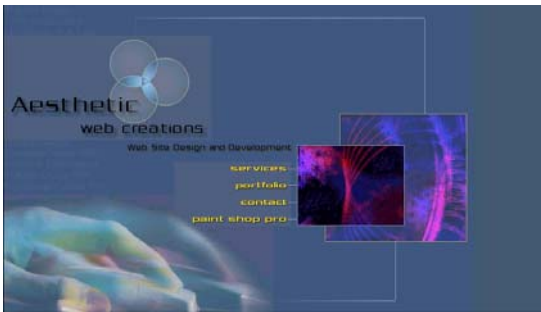 Aesthetic
web creations
Web Site Design and Development
services
portfolio
contact
paint shop pro